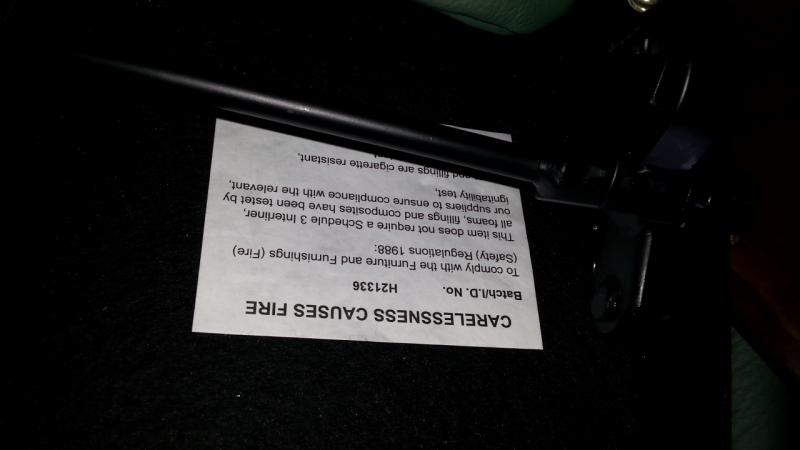 CARELESSNESS CAUSES FIRE
Batch/I.D. No. H21336
To comply with the Furniture and Furnishings (Fire)
(Safety) Regulations 1988:
This item does not require a Schedule 3 Interliner,
all foams, fillings and composites have been tested by
our suppliers to ensure compliance with the relevant,
ignitability test,
and fillings are cigarette resistant,